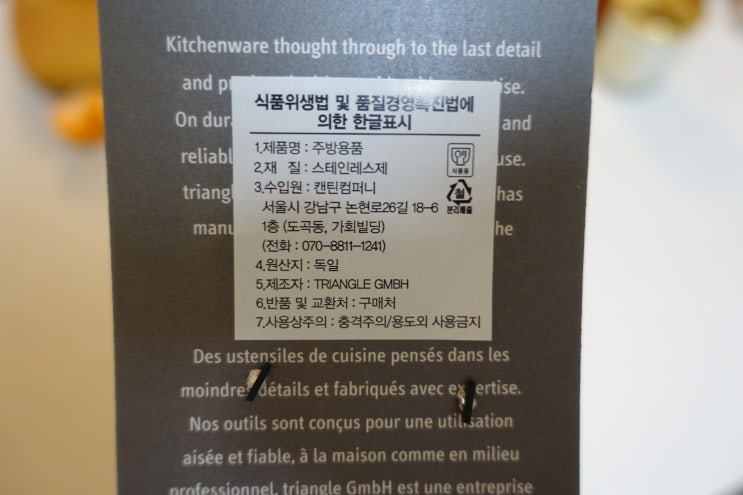 Kitchenware thought through to the last detail
and
ise.
식품위생법 및 품질경영촉진법에
의한 한글표시
On
and
1.제품명 : 주방용품
reliabl
use.
2.재 질 : 스테인레스제
식품용
3.수입원 : 캔틴컴퍼니
triang
has
서울시 강남구 논현로26길 18-6
철
분리배출
1층 (도곡동, 가회빌딩)
manu
he
(전화 : 070-8811-1241)
4.원산지 : 독일
5.제조자 : TRIANGLE GMBH
6.반품 및 교환처 : 구매처
7.사용상주의 : 충격주의/용도외 사용금지
Des ustensiles de cuisine pensés dans les
moindres détails et fabriqués avec expertise.
Nos outils sont conçus pour une utilisation
aisée et fiable, à la maison comme en milieu
professionnel. triangle GmbH est une entreprise